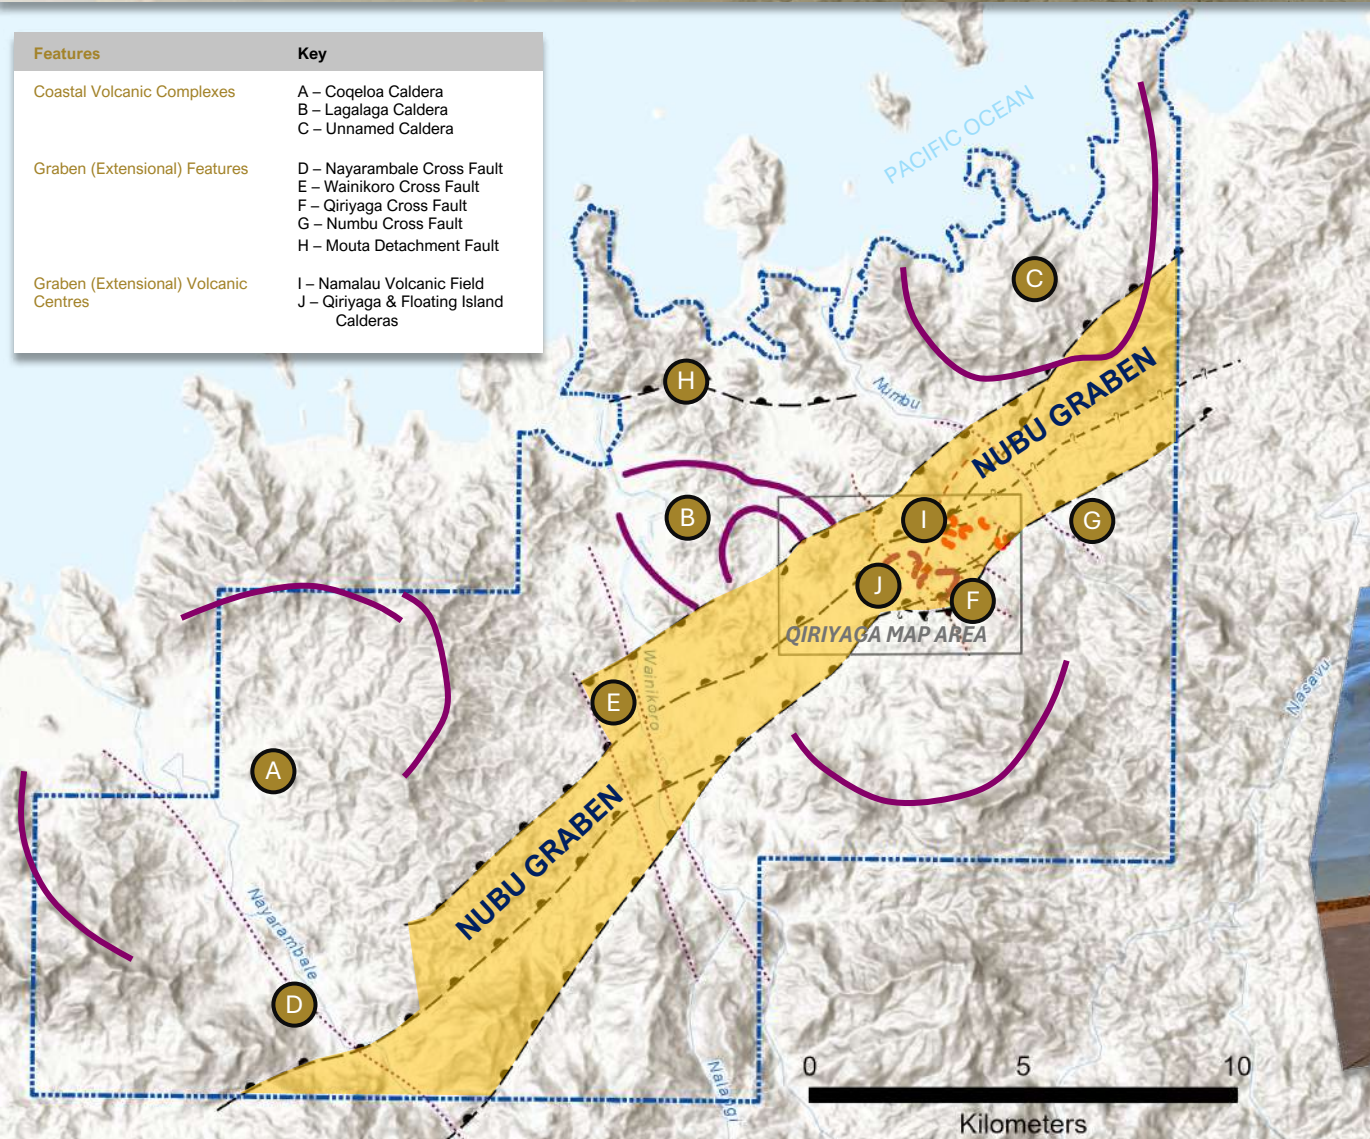 Features Key
Coastal Volcanic Complexes
A – Coqeloa Caldera
B – Lagalaga Caldera
C – Unnamed Caldera
Graben (Extensional) Features
D – Nayarambale Cross Fault
E – Wainikoro Cross Fault
F – Qiriyaga Cross Fault
G – Numbu Cross Fault
H – Mouta Detachment Fault
Graben (Extensional) Volcanic
Centres
I – Namalau Volcanic Field
J – Qiriyaga & Floating Island
Calderas
PACIFIC OCEAN
C
H
Numbu
NUBU GRABEN
B
I
G
J
F
QIRIYAGA MAP AREA
Wainikoro
E
Nasavu
A
NUBU GRABEN
Nayarambale
D
Nalangi
0 5 10
Kilometers